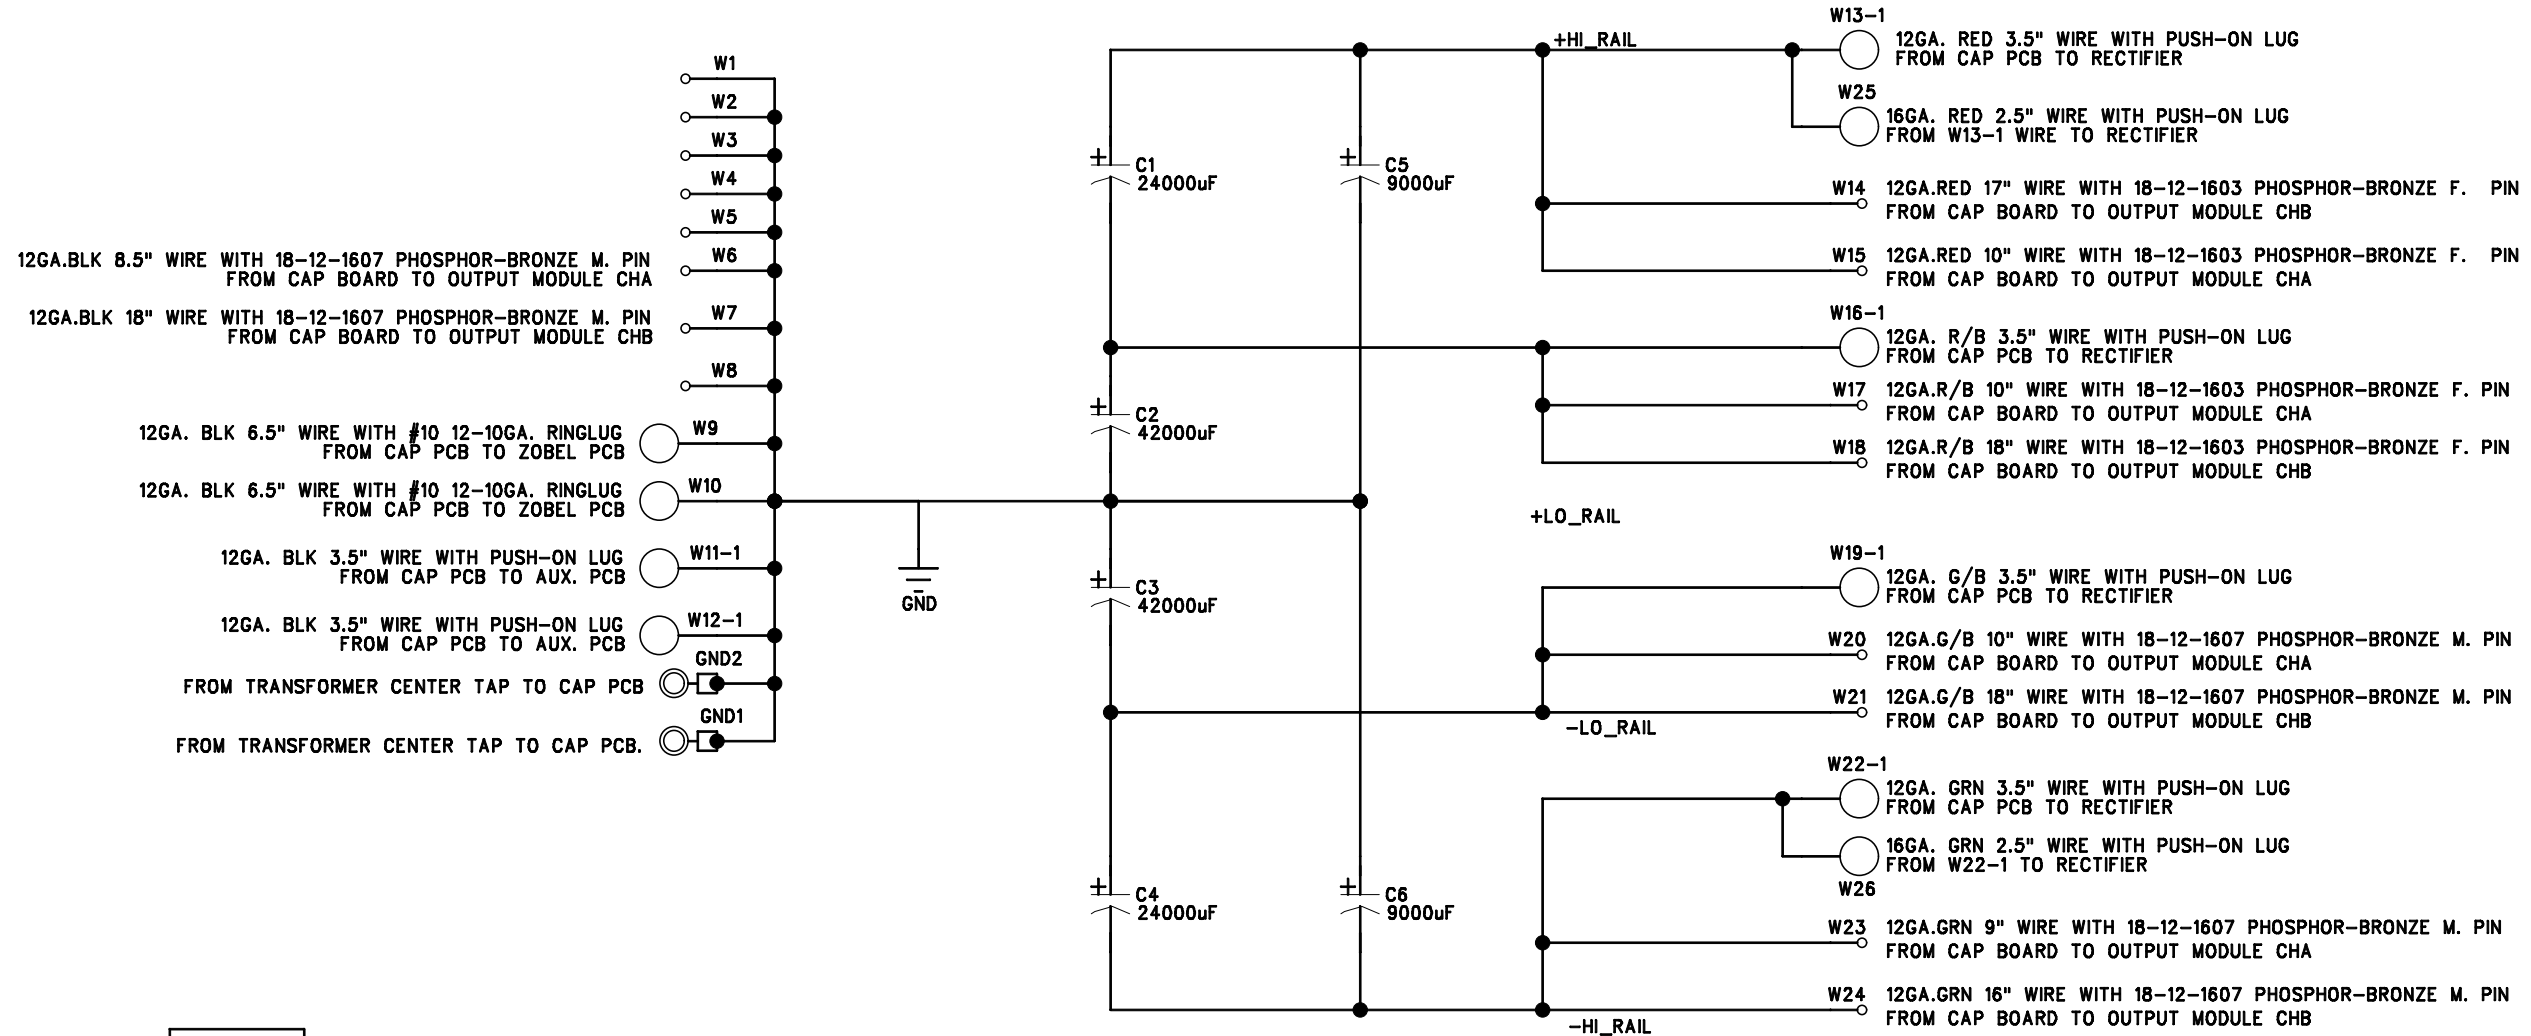 W1
W2
W3
W4
W5
12GA.BLK 8.5" WIRE WITH 18-12-1607 PHOSPHOR-BRONZE M. PIN
FROM CAP BOARD TO OUTPUT MODULE CHA
W6
12GA.BLK 18" WIRE WITH 18-12-1607 PHOSPHOR-BRONZE M. PIN
FROM CAP BOARD TO OUTPUT MODULE CHB
W7
W8
12GA. BLK 6.5" WIRE WITH #10 12-10GA. RINGLUG
FROM CAP PCB TO ZOBEL PCB
W9
12GA. BLK 6.5" WIRE WITH #10 12-10GA. RINGLUG
FROM CAP PCB TO ZOBEL PCB
W10
12GA. BLK 3.5" WIRE WITH PUSH-ON LUG
FROM CAP PCB TO AUX. PCB
W11-1
12GA. BLK 3.5" WIRE WITH PUSH-ON LUG
FROM CAP PCB TO AUX. PCB
W12-1
GND2
FROM TRANSFORMER CENTER TAP TO CAP PCB
GND1
FROM TRANSFORMER CENTER TAP TO CAP PCB.
GND
+
C1
24000uF
+
C5
9000uF
+
C2
42000uF
+
C3
42000uF
+
C4
24000uF
+
C6
9000uF
+HI_RAIL
W13-1
12GA. RED 3.5" WIRE WITH PUSH-ON LUG
FROM CAP PCB TO RECTIFIER
W25
16GA. RED 2.5" WIRE WITH PUSH-ON LUG
FROM W13-1 WIRE TO RECTIFIER
W14
12GA.RED 17" WIRE WITH 18-12-1603 PHOSPHOR-BRONZE F. PIN
FROM CAP BOARD TO OUTPUT MODULE CHB
W15
12GA.RED 10" WIRE WITH 18-12-1603 PHOSPHOR-BRONZE F. PIN
FROM CAP BOARD TO OUTPUT MODULE CHA
W16-1
12GA. R/B 3.5" WIRE WITH PUSH-ON LUG
FROM CAP PCB TO RECTIFIER
W17
12GA.R/B 10" WIRE WITH 18-12-1603 PHOSPHOR-BRONZE F. PIN
FROM CAP BOARD TO OUTPUT MODULE CHA
W18
12GA.R/B 18" WIRE WITH 18-12-1603 PHOSPHOR-BRONZE F. PIN
FROM CAP BOARD TO OUTPUT MODULE CHB
+LO_RAIL
W19-1
12GA. G/B 3.5" WIRE WITH PUSH-ON LUG
FROM CAP PCB TO RECTIFIER
W20
12GA.G/B 10" WIRE WITH 18-12-1607 PHOSPHOR-BRONZE M. PIN
FROM CAP BOARD TO OUTPUT MODULE CHA
W21
12GA.G/B 18" WIRE WITH 18-12-1607 PHOSPHOR-BRONZE M. PIN
FROM CAP BOARD TO OUTPUT MODULE CHB
-LO_RAIL
W22-1
12GA. GRN 3.5" WIRE WITH PUSH-ON LUG
FROM CAP PCB TO RECTIFIER
16GA. GRN 2.5" WIRE WITH PUSH-ON LUG
FROM W22-1 TO RECTIFIER
W26
W23
12GA.GRN 9" WIRE WITH 18-12-1607 PHOSPHOR-BRONZE M. PIN
FROM CAP BOARD TO OUTPUT MODULE CHA
W24
12GA.GRN 16" WIRE WITH 18-12-1607 PHOSPHOR-BRONZE M. PIN
FROM CAP BOARD TO OUTPUT MODULE CHB
-HI_RAIL